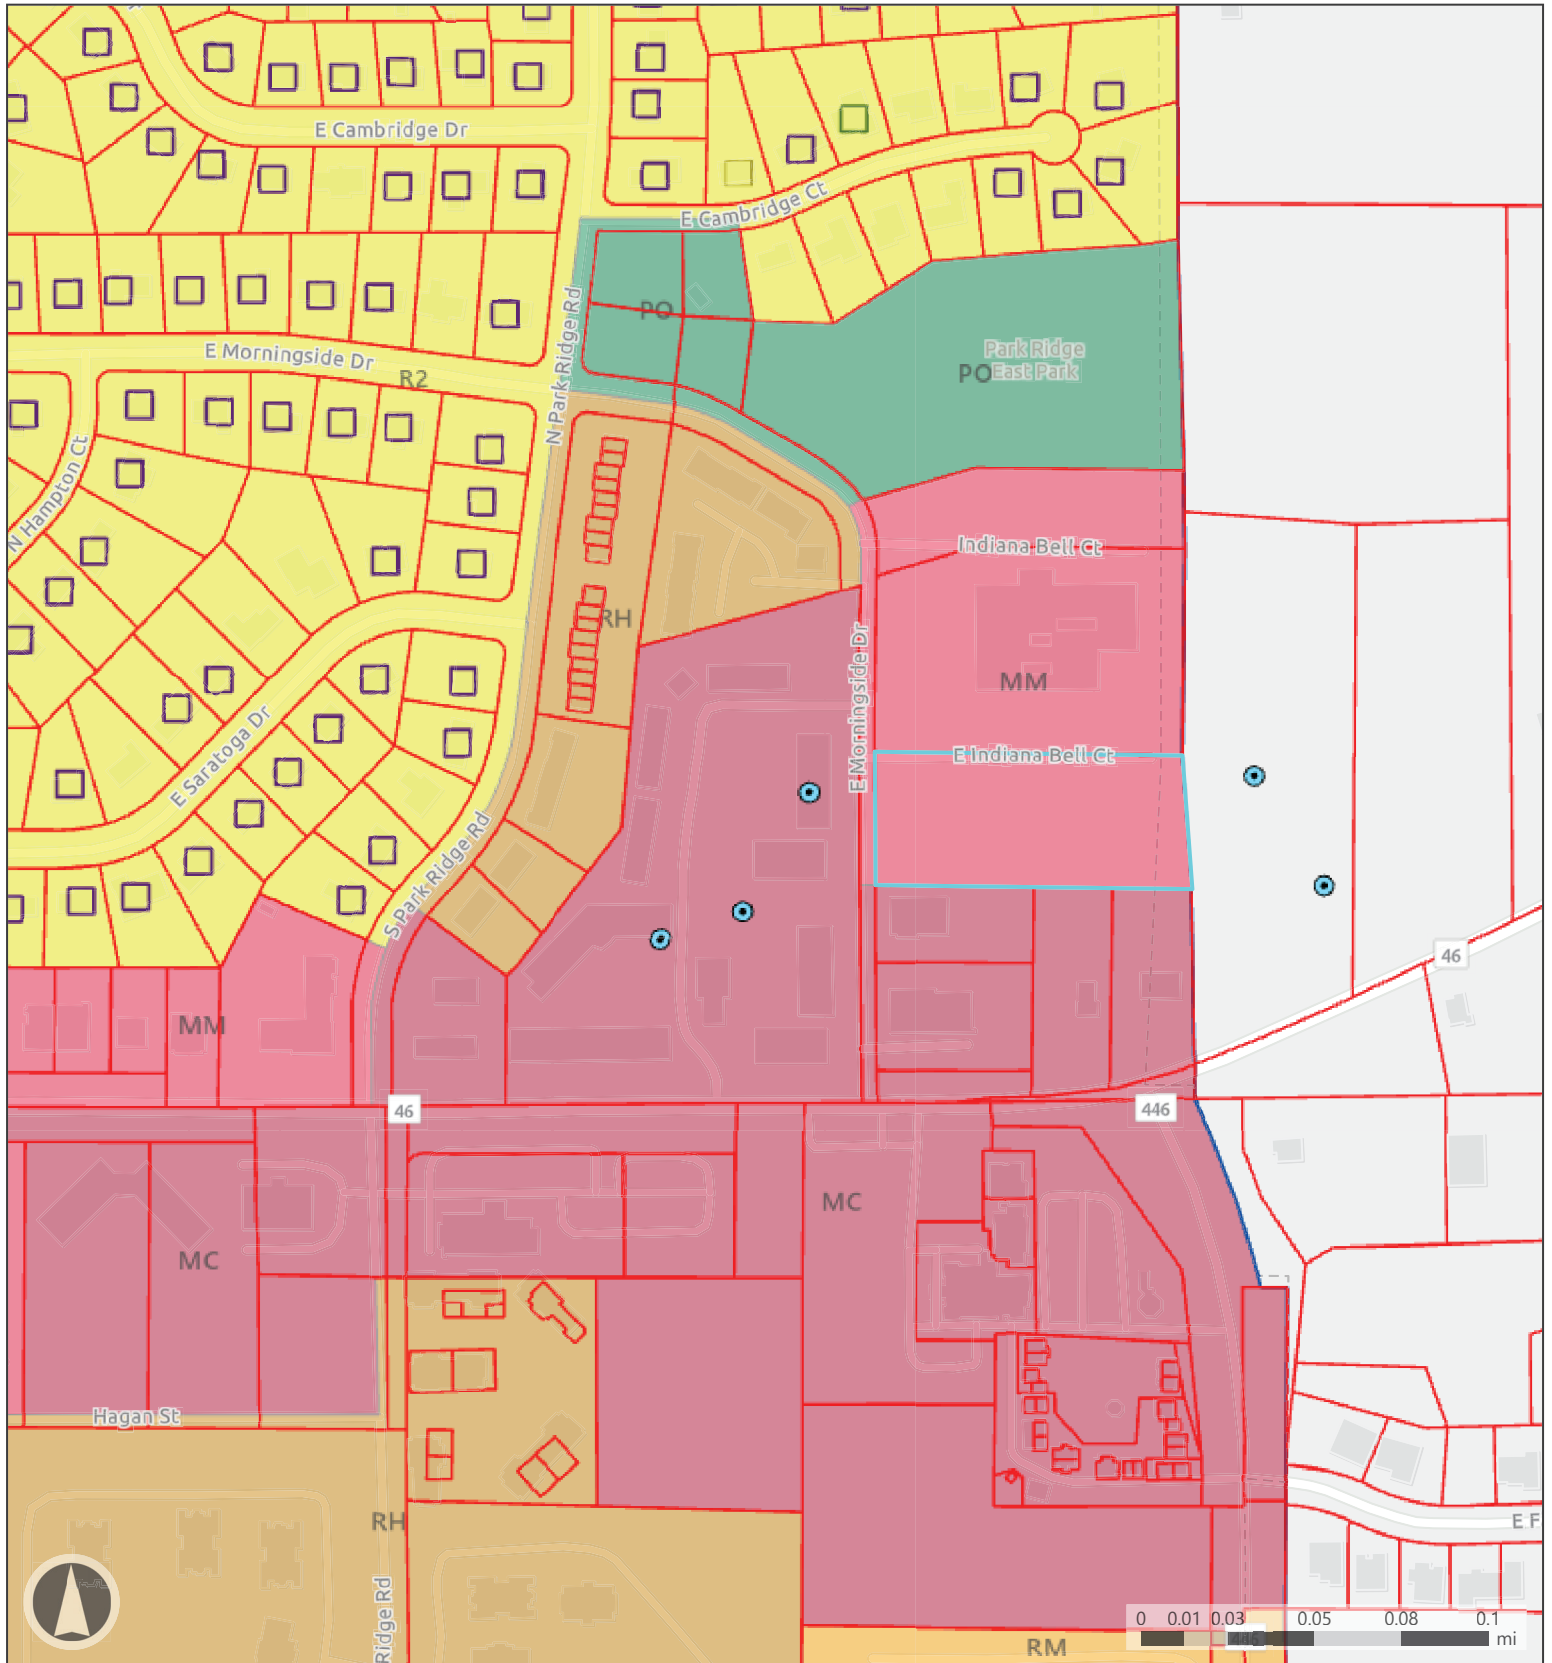 E Cambridge Dr
E Cambridge Ct
N Park Ridge Rd
PO
E Morningside Dr
R2
Park Ridge
East Park
PO
N Hampton Ct
Indiana Bell Ct
RH
E Morningside Dr
MM
E Saratoga Dr
E Indiana Bell Ct
S Park Ridge Rd
46
MM
46
446
MC
MC
Hagan St
RH
E F
Ridge Rd
0 0.01 0.03 0.05 0.08 0.1
mi
446
RM